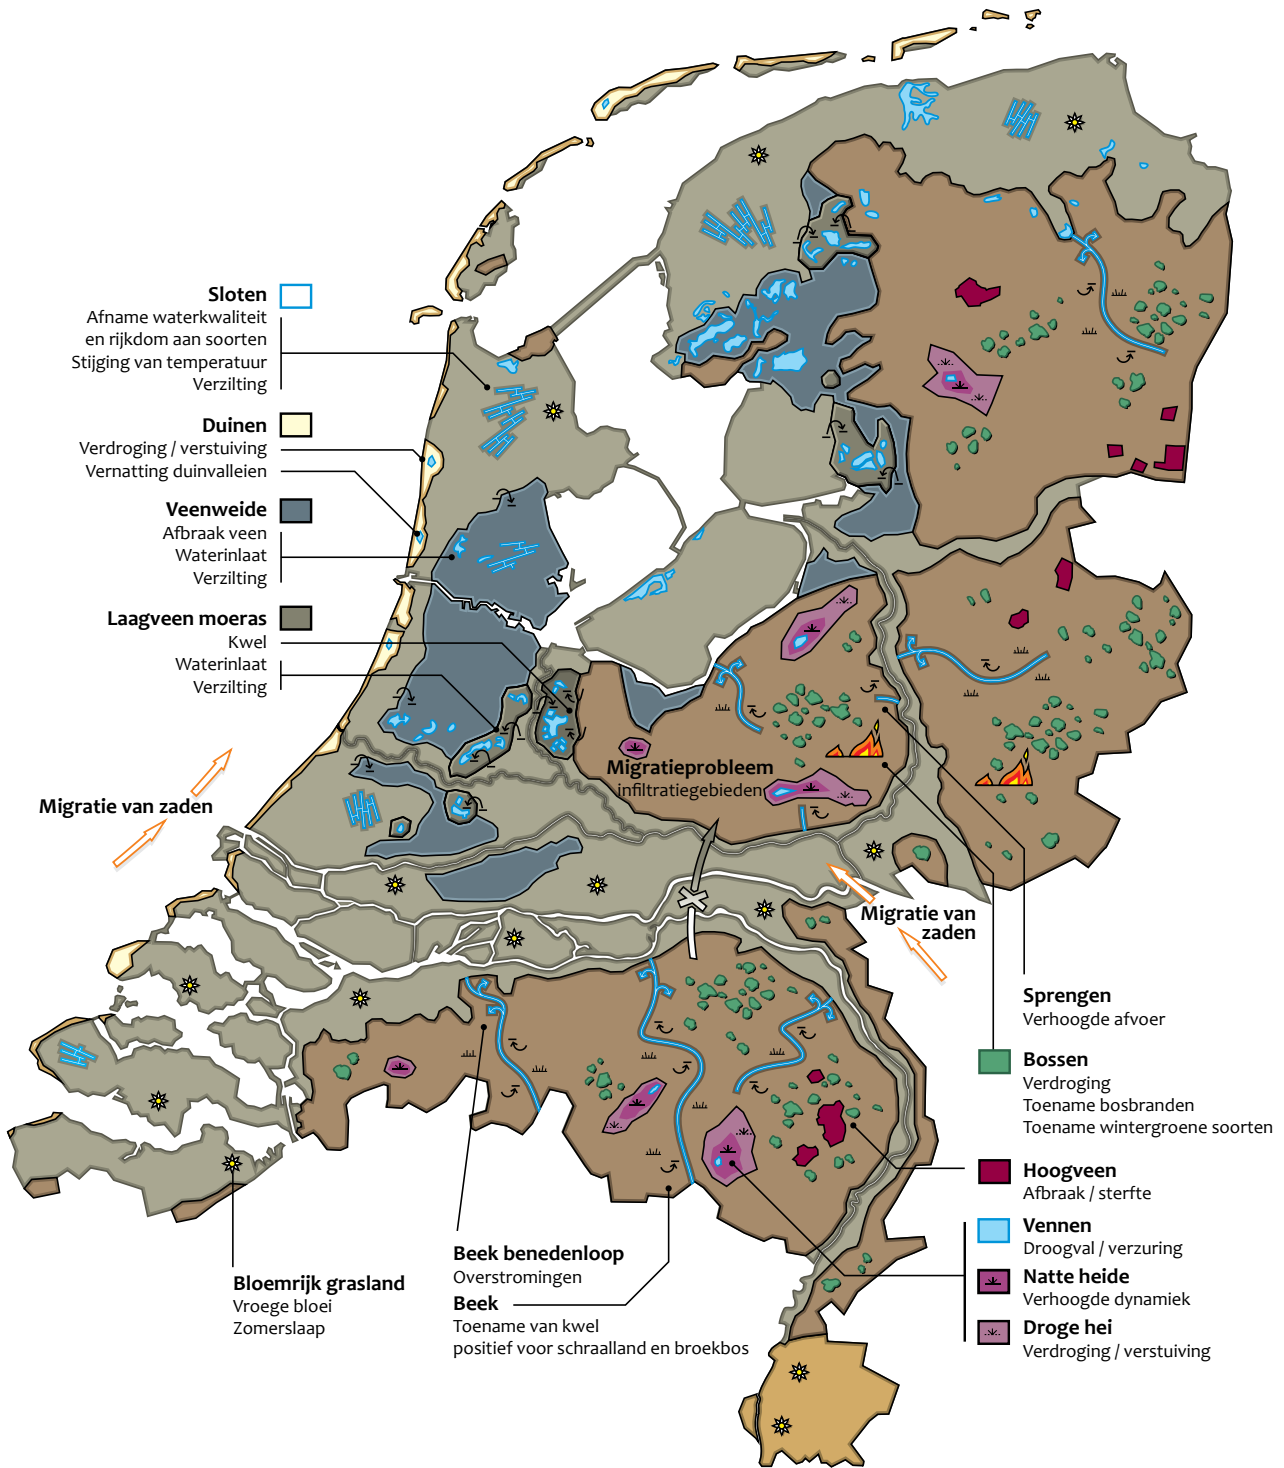 Sloten
Afname waterkwaliteit
en rijkdom aan soorten
Stijging van temperatuur
Verzilting
Duinen
Verdroging / verstuiving
Vernatting duinvalleien
Veenweide
Afbraak veen
Waterinlaat
Verzilting
Laagveen moeras
Kwel
Waterinlaat
Verzilting
Migratie van zaden
Migratieprobleem
infiltratiegebieden
Migratie van
zaden
Sprengen
Verhoogde afvoer
Bossen
Verdroging
Toename bosbranden
Toename wintergroene soorten
Hoogveen
Afbraak / sterfte
Vennen
Droogval / verzuring
Natte heide
Verhoogde dynamiek
Droge hei
Verdroging / verstuiving
Beek benedenloop
Overstromingen
Beek
Toename van kwel
positief voor schraalland en broekbos
Bloemrijk grasland
Vroege bloei
Zomerslaap